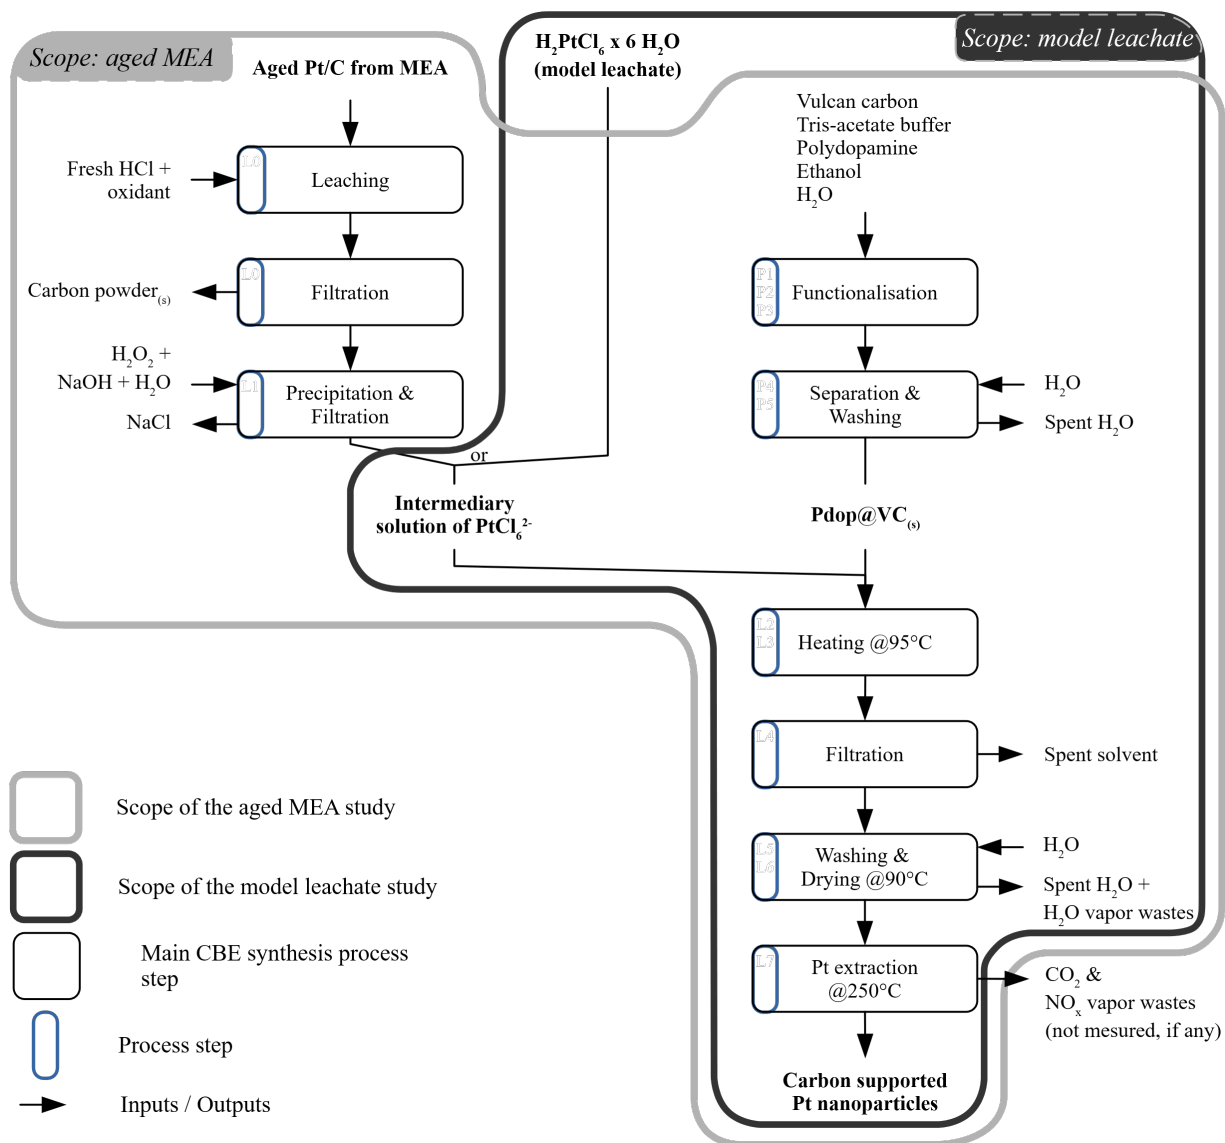 Scope: aged MEA
Scope: model leachate
H2PtCl6 x 6 H2O
(model leachate)
Aged Pt/C from MEA
Fresh HCl +
oxidant
L0
Leaching
Carbon powder(s)
L0
Filtration
H2O2 +
NaOH + H2O
NaCl
L1
Precipitation &
Filtration
or
Intermediary
solution of PtCl6 2-
Vulcan carbon
Tris-acetate buffer
Polydopamine
Ethanol
H2O
P1
P2
P3
Functionalisation
P4
P5
Separation &
Washing
H2O
Spent H2O
Pdop@VC(s)
L2
L3
Heating @95°C
L4
Filtration
Spent solvent
L5
L6
Washing &
Drying @90°C
H2O
Spent H2O +
H2O vapor wastes
L7
Pt extraction
@250°C
CO2 &
NOx vapor wastes
(not mesured, if any)
Carbon supported
Pt nanoparticles
Scope of the aged MEA study
Scope of the model leachate study
Main CBE synthesis process
step
Process step
Inputs / Outputs